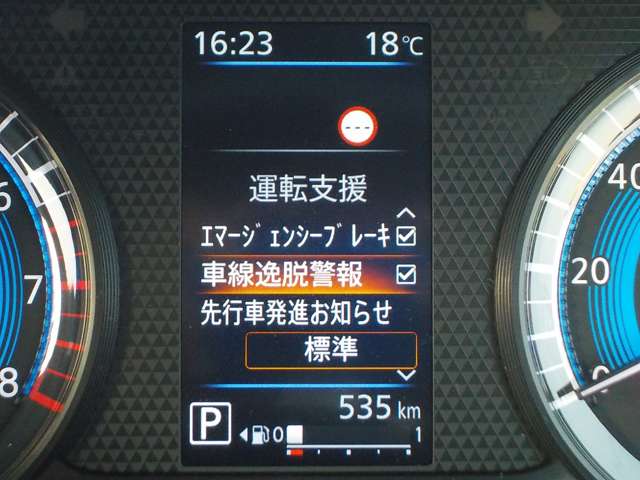 16:23 18℃
---
運転支援
ｴﾏｰｼﾞｪﾝｼｰﾌﾞﾚｰｷ
車線逸脱警報
先行車発進お知らせ
標準
535 km
P 0 1
6
7
8
40
20
0